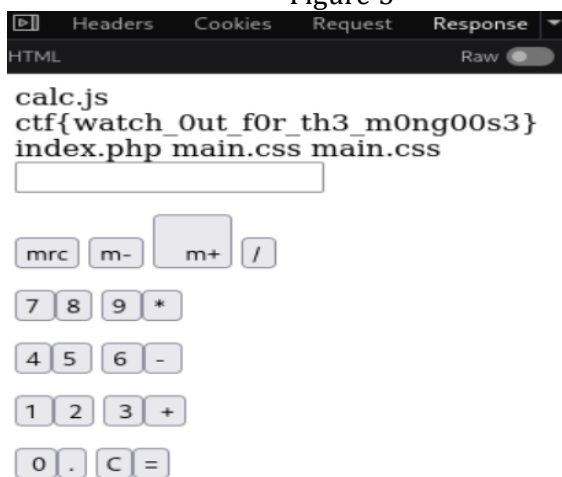 Figure 3
Headers Cookies Request Response
HTML Raw
calc.js
ctf{watch_0ut_f0r_th3_m0ng00s3}
index.php main.css main.css
mrc m- m+ /
7 8 9 *
4 5 6 -
1 2 3 +
0 . C =